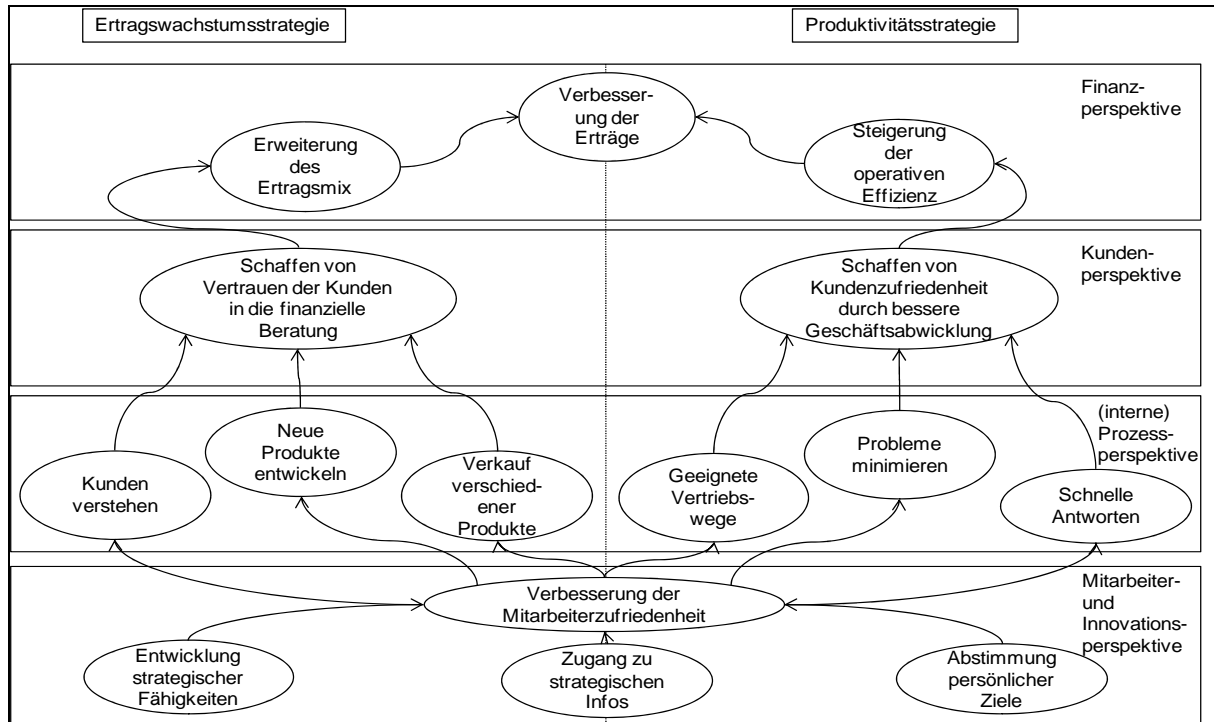 Ertragswachstumsstrategie
Produktivitätsstrategie
Finanz-
perspektive
Verbesser-
ung der
Erträge
Erweiterung
des
Ertragsmix
Steigerung
der
operativen
Effizienz
Kunden-
perspektive
Schaffen von
Vertrauen der Kunden
in die finanzielle
Beratung
Schaffen von
Kundenzufriedenheit
durch bessere
Geschäftsabwicklung
(interne)
Prozess-
perspektive
Kunden
verstehen
Neue
Produkte
entwickeln
Verkauf
verschied-
ener
Produkte
Geeignete
Vertriebs-
wege
Probleme
minimieren
Schnelle
Antworten
Mitarbeiter-
und
Innovations-
perspektive
Verbesserung der
Mitarbeiterzufriedenheit
Entwicklung
strategischer
Fähigkeiten
Zugang zu
strategischen
Infos
Abstimmung
persönlicher
Ziele